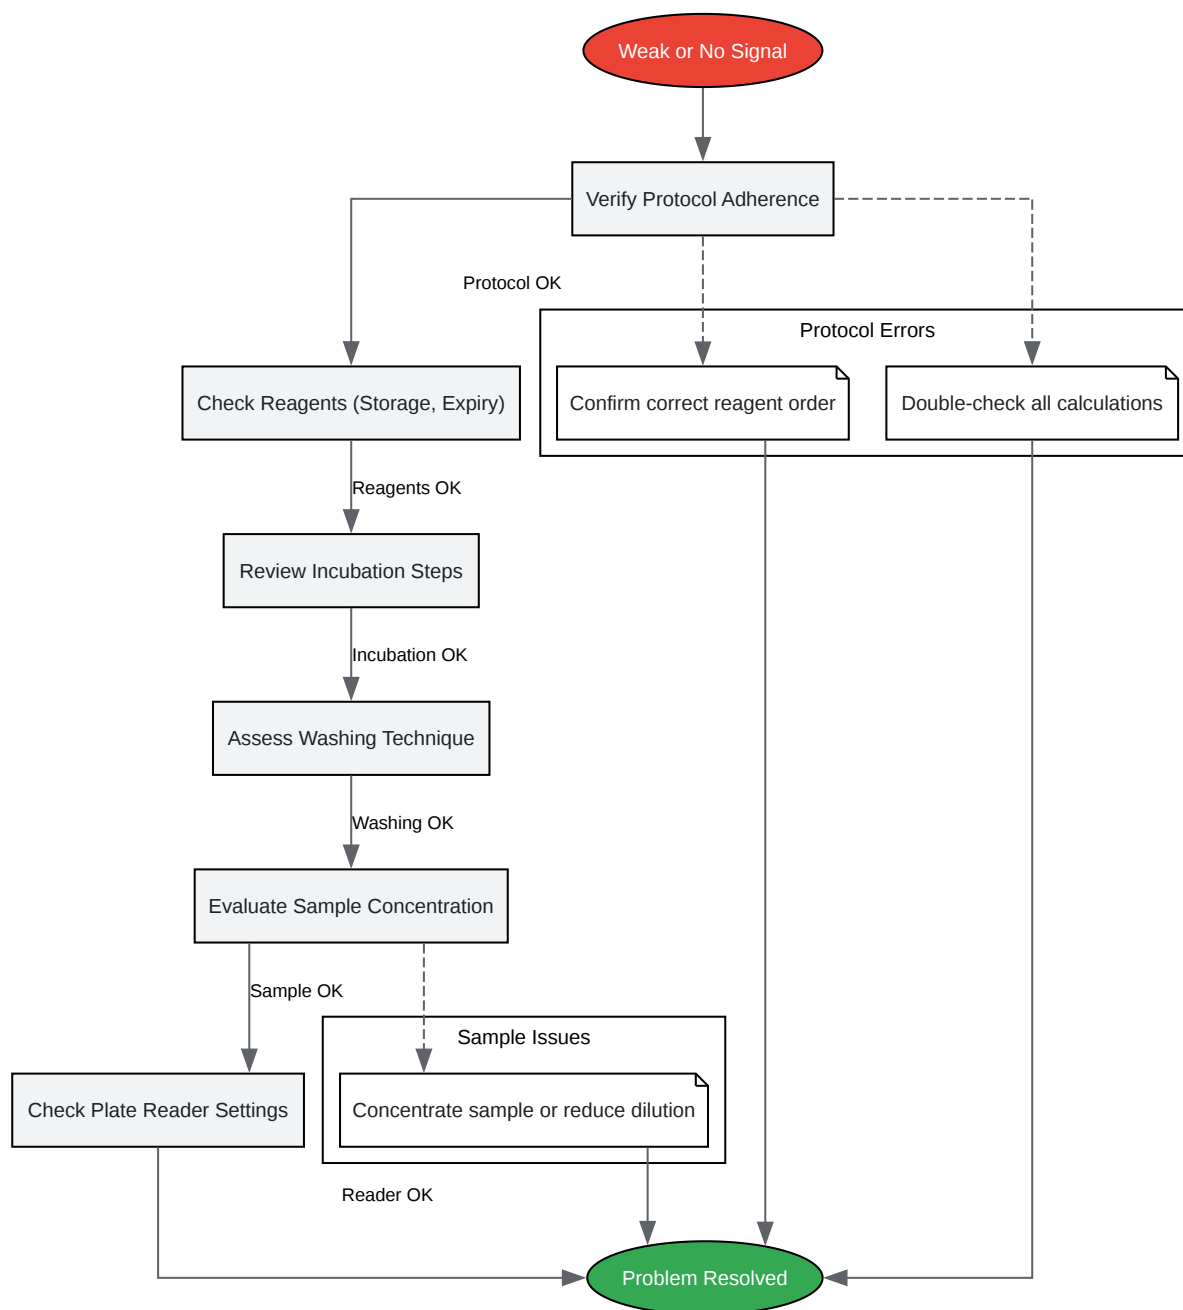 Weak or No Signal
Verify Protocol Adherence
Protocol OK
Protocol Errors
Check Reagents (Storage, Expiry)
Confirm correct reagent order
Double-check all calculations
Reagents OK
Review Incubation Steps
Incubation OK
Assess Washing Technique
Washing OK
Evaluate Sample Concentration
Sample OK
Sample Issues
Check Plate Reader Settings
Concentrate sample or reduce dilution
Reader OK
Problem Resolved